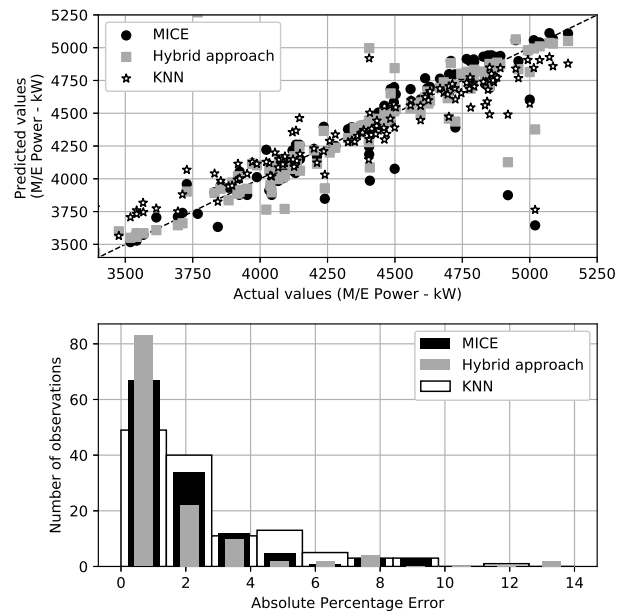 5250
5000
4750
4500
4250
4000
3750
3500
Predicted values
(M/E Power - kW)
MICE
Hybrid approach
KNN
3500 3750 4000 4250 4500 4750 5000 5250
Actual values (M/E Power - kW)
80
60
40
20
0
Number of observations
MICE
Hybrid approach
KNN
0 2 4 6 8 10 12 14
Absolute Percentage Error